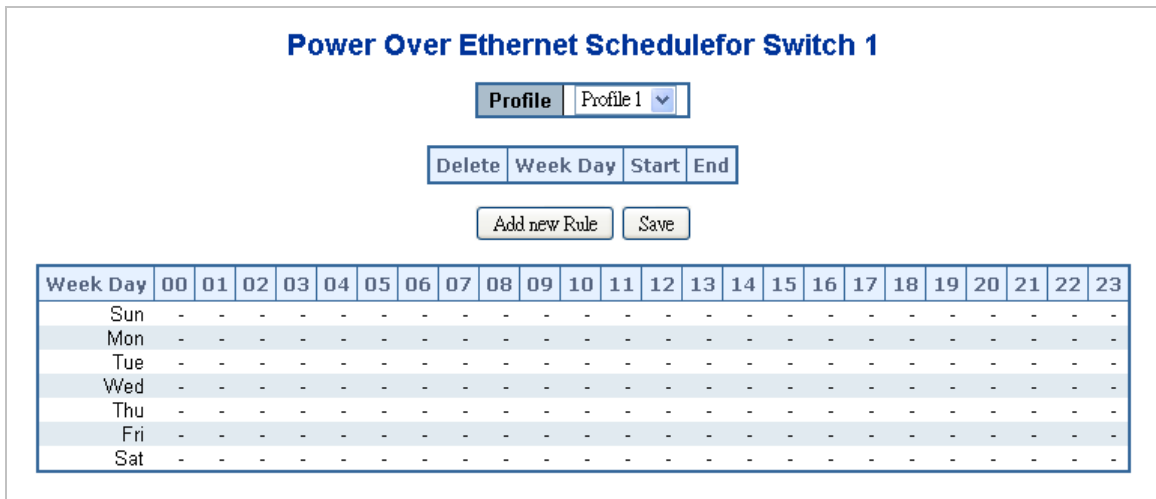 Power Over Ethernet Schedulefor Switch 1
Profile Profile 1
Delete Week Day Start End
Add new Rule Save
Week Day 00 01 02 03 04 05 06 07 08 09 10 11 12 13 14 15 16 17 18 19 20 21 22 23
Sun - - - - - - - - - - - - - - - - - - - - - - - -
Mon - - - - - - - - - - - - - - - - - - - - - - - -
Tue - - - - - - - - - - - - - - - - - - - - - - - -
Wed - - - - - - - - - - - - - - - - - - - - - - - -
Thu - - - - - - - - - - - - - - - - - - - - - - - -
Fri - - - - - - - - - - - - - - - - - - - - - - - -
Sat - - - - - - - - - - - - - - - - - - - - - - - -